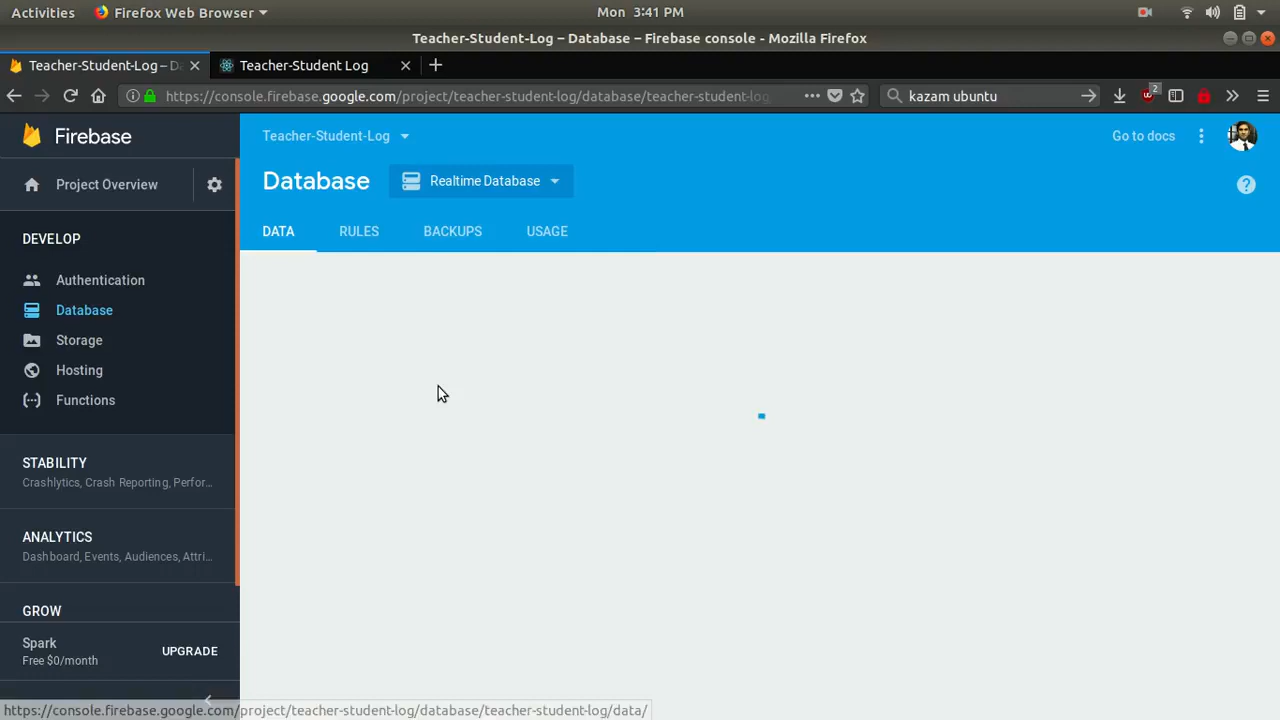 Activities
Firefox Web Browser
Mon 3:41 PM
Teacher-Student-Log – Database – Firebase console - Mozilla Firefox
Teacher-Student-Log – D
Teacher-Student Log
https://console.firebase.google.com/project/teacher-student-log/database/teacher-student-log
kazam ubuntu
2
Firebase
Teacher-Student-Log
Go to docs
Project Overview
Database
Realtime Database
DATA
RULES
BACKUPS
USAGE
DEVELOP
Authentication
Database
Storage
Hosting
Functions
STABILITY
Crashlytics, Crash Reporting, Perfor...
ANALYTICS
Dashboard, Events, Audiences, Attri...
GROW
Spark
Free $0/month
UPGRADE
https://console.firebase.google.com/project/teacher-student-log/database/teacher-student-log/data/